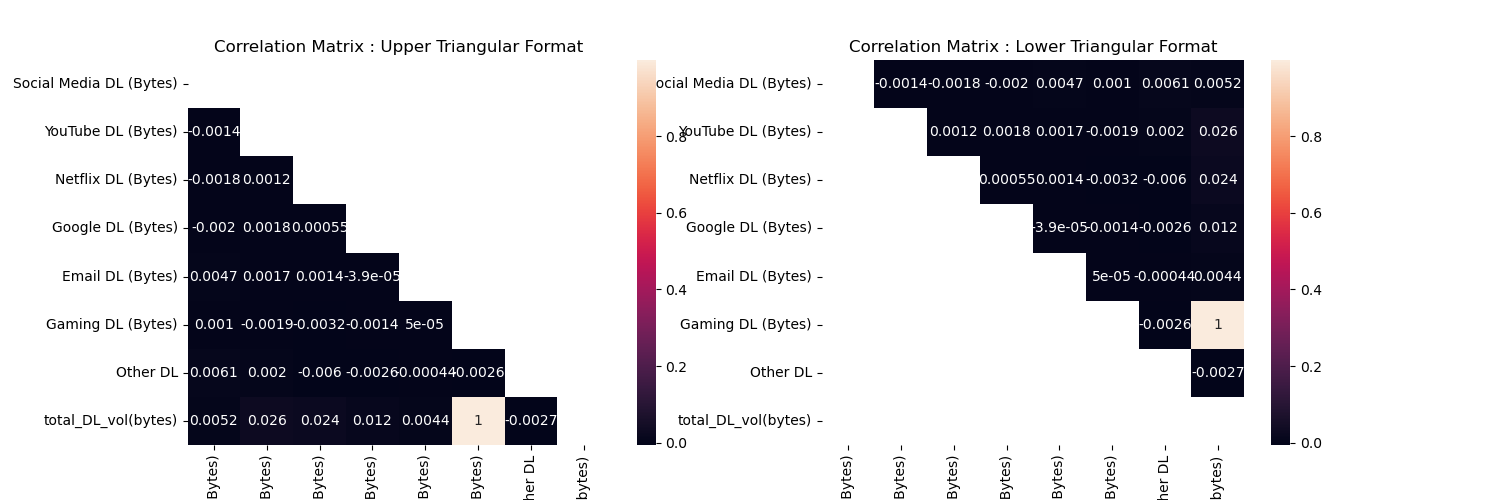 Correlation Matrix : Upper Triangular Format
Social Media DL (Bytes)
YouTube DL (Bytes) -0.0014
Netflix DL (Bytes) -0.0018 0.0012
Google DL (Bytes) -0.002 0.0018 0.00055
Email DL (Bytes) 0.0047 0.0017 0.0014 -3.9e-05
Gaming DL (Bytes) 0.001 -0.0019 -0.0032 -0.0014 5e-05
Other DL 0.0061 0.002 -0.006 -0.0026 -0.00044 -0.0026
total_DL_vol(bytes) 0.0052 0.026 0.024 0.012 0.0044 1 -0.0027
Bytes) Bytes) Bytes) Bytes) Bytes) Bytes) her DL bytes)
0.8
0.6
0.4
0.2
0.0
Correlation Matrix : Lower Triangular Format
ocial Media DL (Bytes) -0.0014 -0.0018 -0.002 0.0047 0.001 0.0061 0.0052
YouTube DL (Bytes) 0.0012 0.0018 0.0017 -0.0019 0.002 0.026
Netflix DL (Bytes) 0.00055 0.0014 -0.0032 -0.006 0.024
Google DL (Bytes) -3.9e-05 -0.0014 -0.0026 0.012
Email DL (Bytes) 5e-05 -0.00044 0.0044
Gaming DL (Bytes) -0.0026 1
Other DL -0.0027
total_DL_vol(bytes)
Bytes) Bytes) Bytes) Bytes) Bytes) Bytes) her DL bytes)
0.8
0.6
0.4
0.2
0.0